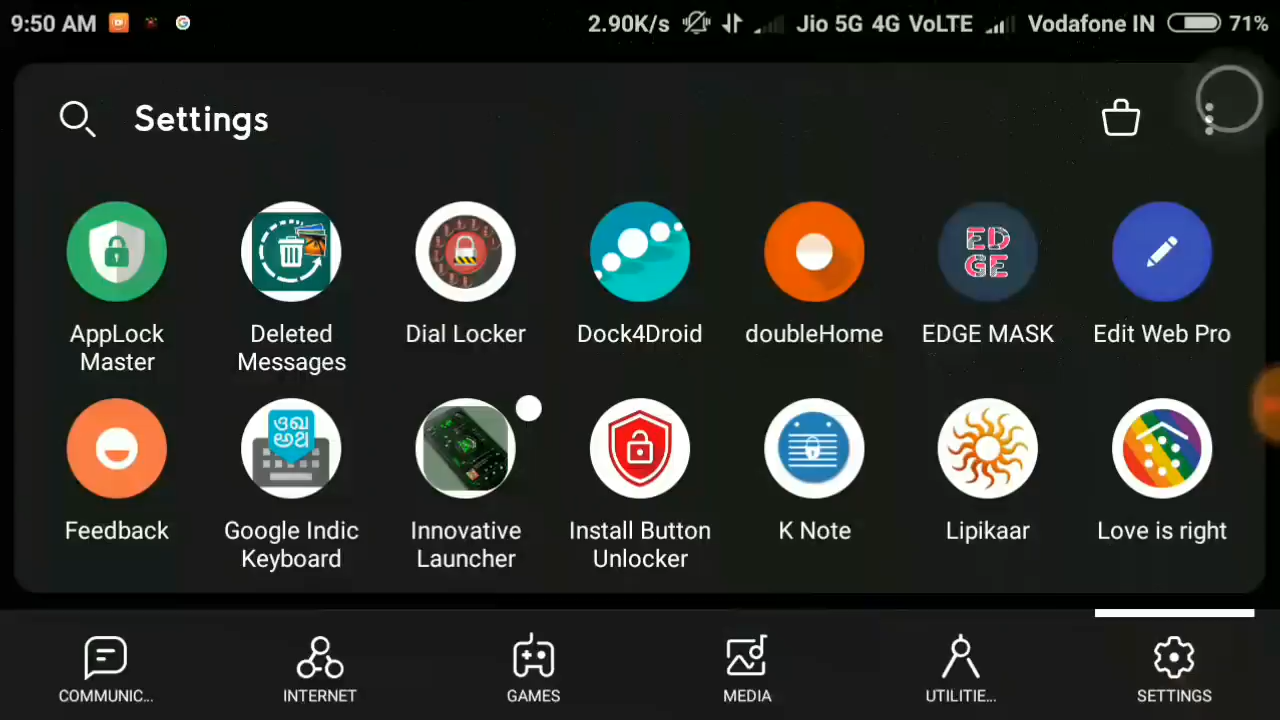 9:50 AM 2.90K/s Jio 5G 4G VoLTE Vodafone IN 71%
Settings
AppLock Master
Deleted Messages
Dial Locker
Dock4Droid
doubleHome
EDGE
EDGE MASK
Edit Web Pro
Feedback
Google Indic Keyboard
Innovative Launcher
Install Button Unlocker
K Note
Lipikaar
Love is right
COMMUNIC...
INTERNET
GAMES
MEDIA
UTILITIE...
SETTINGS